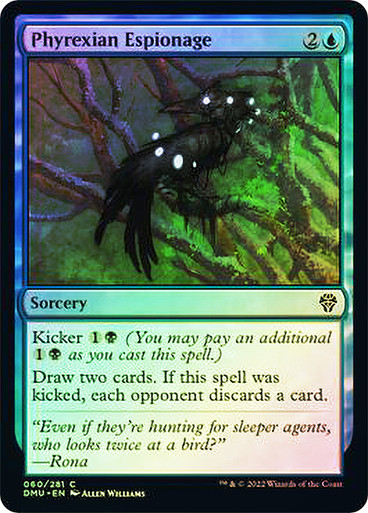 Phyrexian Espionage 2
Sorcery
Kicker 1 (You may pay an additional
1 as you cast this spell.)
Draw two cards. If this spell was
kicked, each opponent discards a card.
“Even if they’re hunting for sleeper agents,
who looks twice at a bird?”
—Rona
060/281 C
DMU • EN Allen Williams
™ & © 2022 Wizards of the Coast